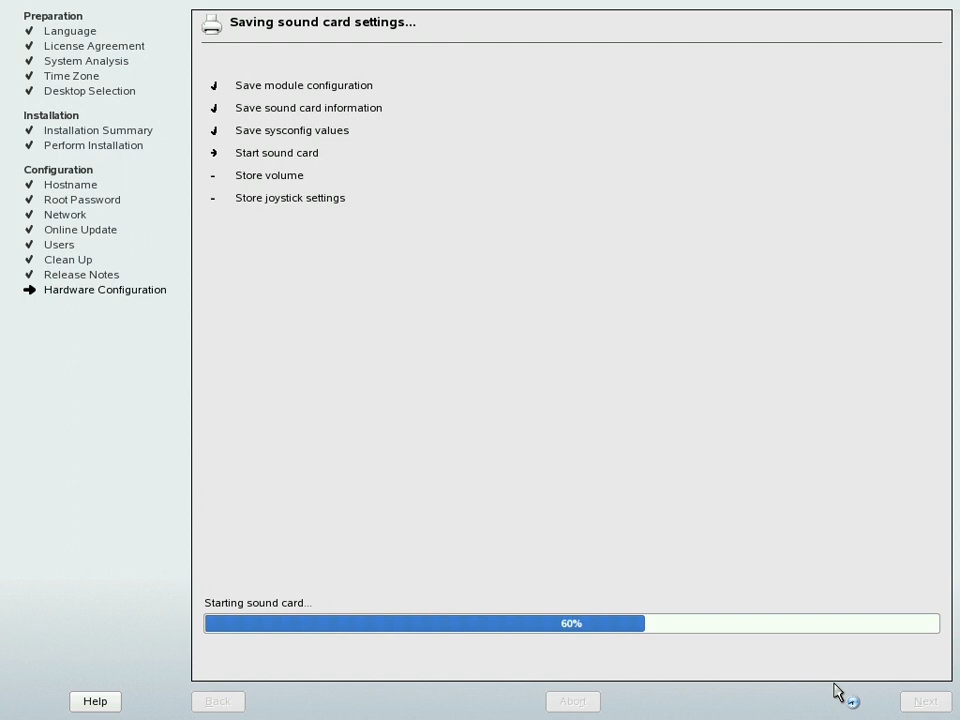 Preparation
Language
License Agreement
System Analysis
Time Zone
Desktop Selection
Installation
Installation Summary
Perform Installation
Configuration
Hostname
Root Password
Network
Online Update
Users
Clean Up
Release Notes
Hardware Configuration
Saving sound card settings...
Save module configuration
Save sound card information
Save sysconfig values
Start sound card
- Store volume
- Store joystick settings
Starting sound card...
60%
Help
Back
Abort
Next